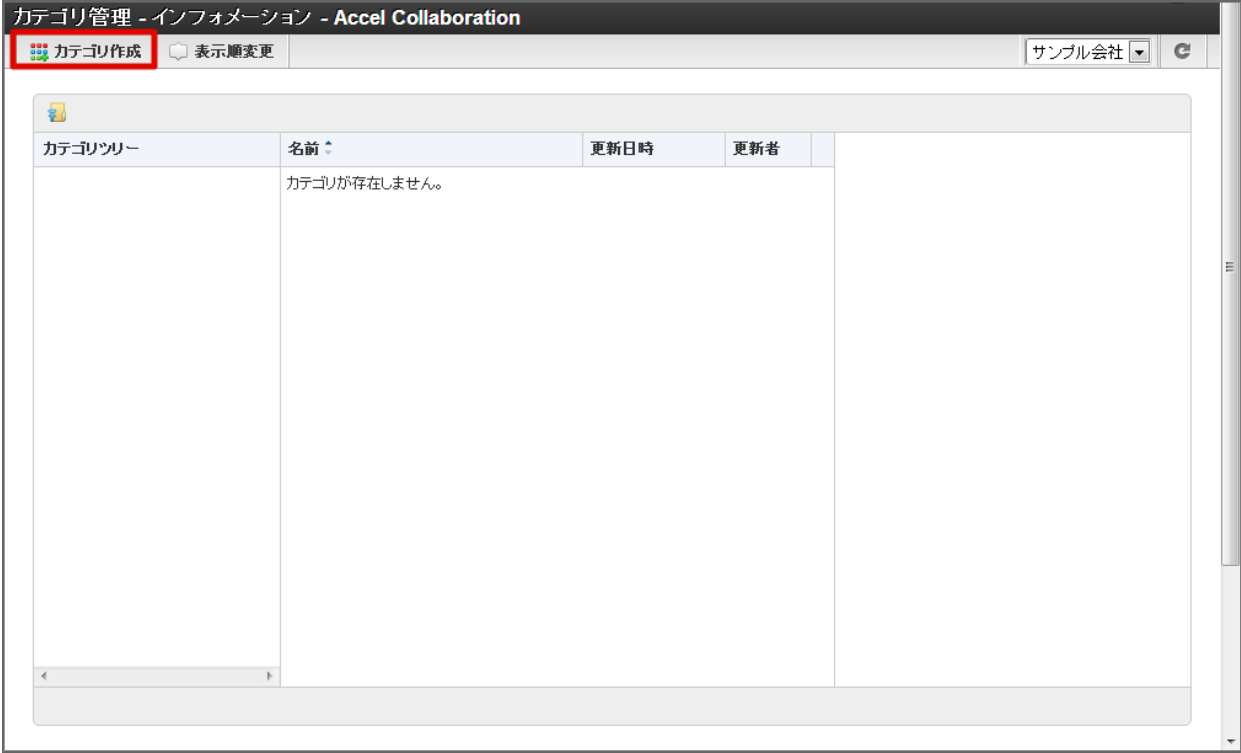 カテゴリ管理 - インフォメーション - Accel Collaboration
カテゴリ作成 表示順変更 サンプル会社
カテゴリツリー 名前 更新日時 更新者
カテゴリが存在しません。